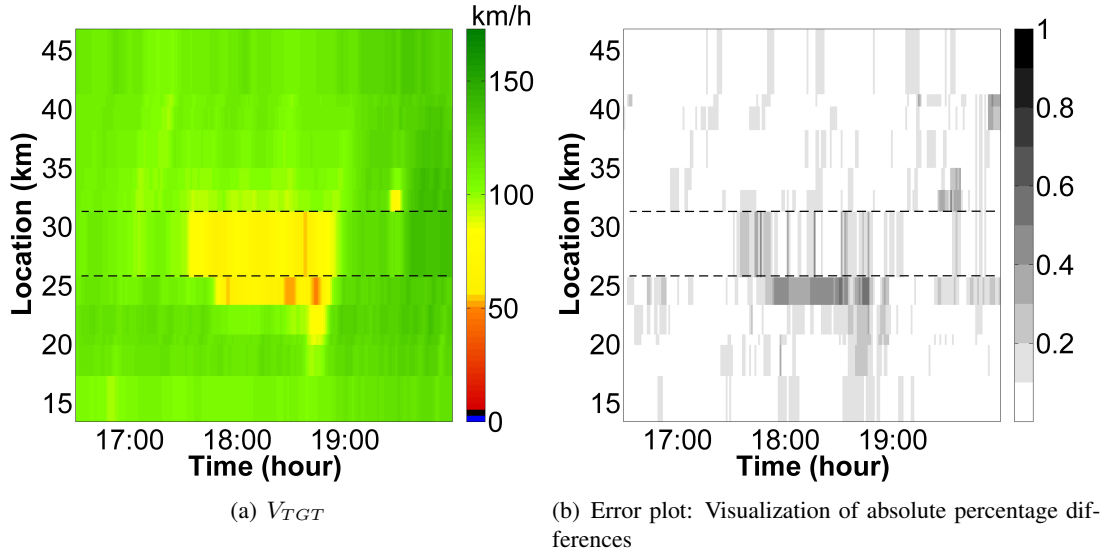 km/h
45
40
35
30
25
20
15
150
100
50
0
Location (km)
17:00 18:00 19:00
Time (hour)
(a) V_TGT
45
40
35
30
25
20
15
1
0.8
0.6
0.4
0.2
Location (km)
17:00 18:00 19:00
Time (hour)
(b) Error plot: Visualization of absolute percentage dif-
ferences